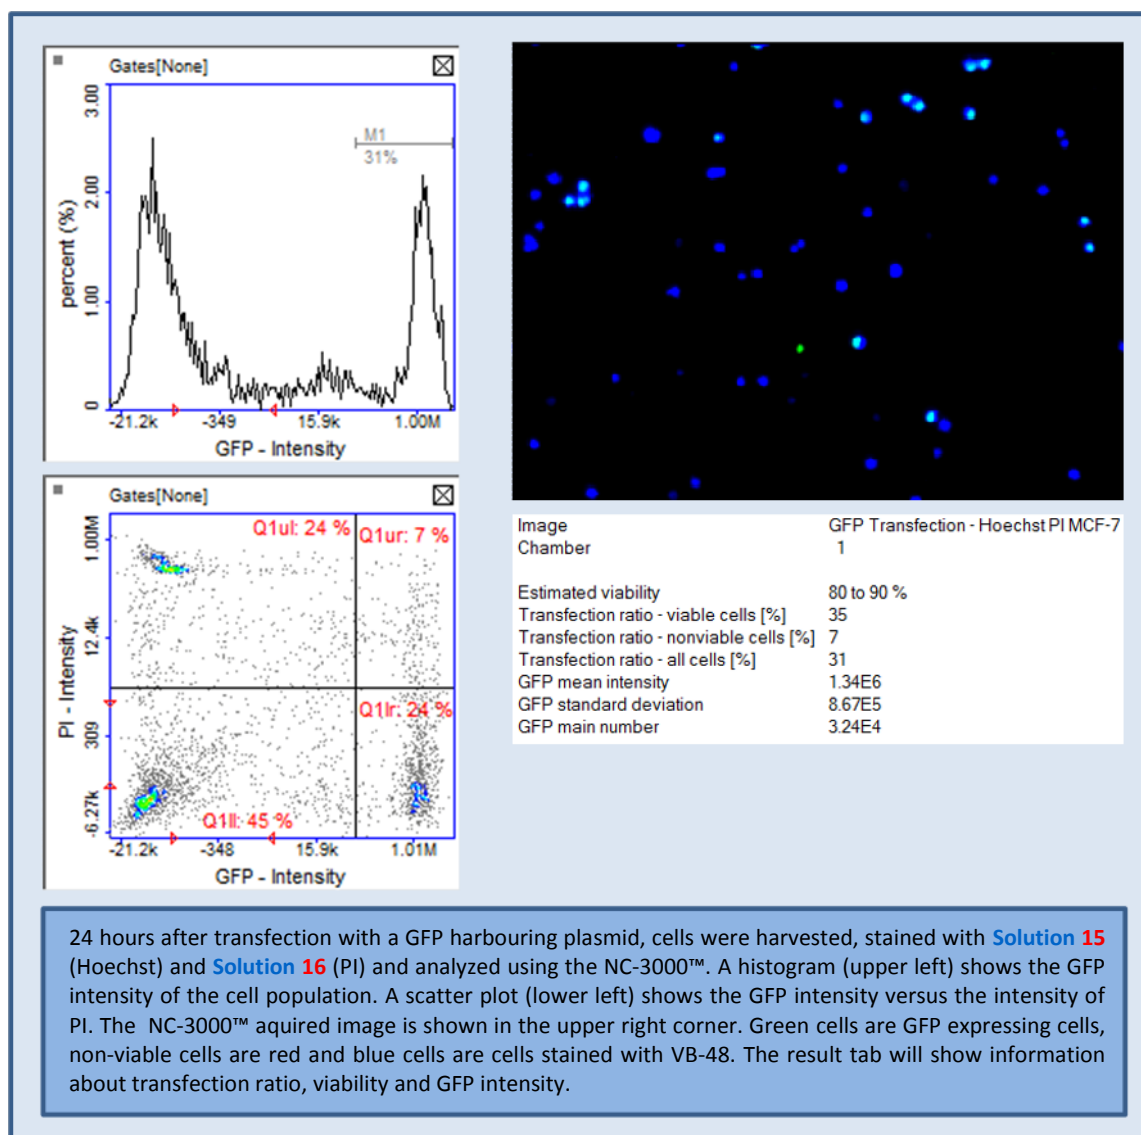 Gates[None]
3.00
2.00
1.00
0
percent (%)
M1
31%
-21.2k
-349
15.9k
1.00M
GFP - Intensity
Gates[None]
Q1ul: 24 %
Q1ur: 7 %
1.00M
12.4k
309
-6.27k
PI - Intensity
Q1lr: 24 %
Q1ll: 45 %
-21.2k
-348
15.9k
1.01M
GFP - Intensity
Image GFP Transfection - Hoechst PI MCF-7
Chamber 1
Estimated viability 80 to 90 %
Transfection ratio - viable cells [%] 35
Transfection ratio - nonviable cells [%] 7
Transfection ratio - all cells [%] 31
GFP mean intensity 1.34E6
GFP standard deviation 8.67E5
GFP main number 3.24E4
24 hours after transfection with a GFP harbouring plasmid, cells were harvested, stained with Solution 15
(Hoechst) and Solution 16 (PI) and analyzed using the NC-3000™. A histogram (upper left) shows the GFP
intensity of the cell population. A scatter plot (lower left) shows the GFP intensity versus the intensity of
PI. The NC-3000™ aquired image is shown in the upper right corner. Green cells are GFP expressing cells,
non-viable cells are red and blue cells are cells stained with VB-48. The result tab will show information
about transfection ratio, viability and GFP intensity.